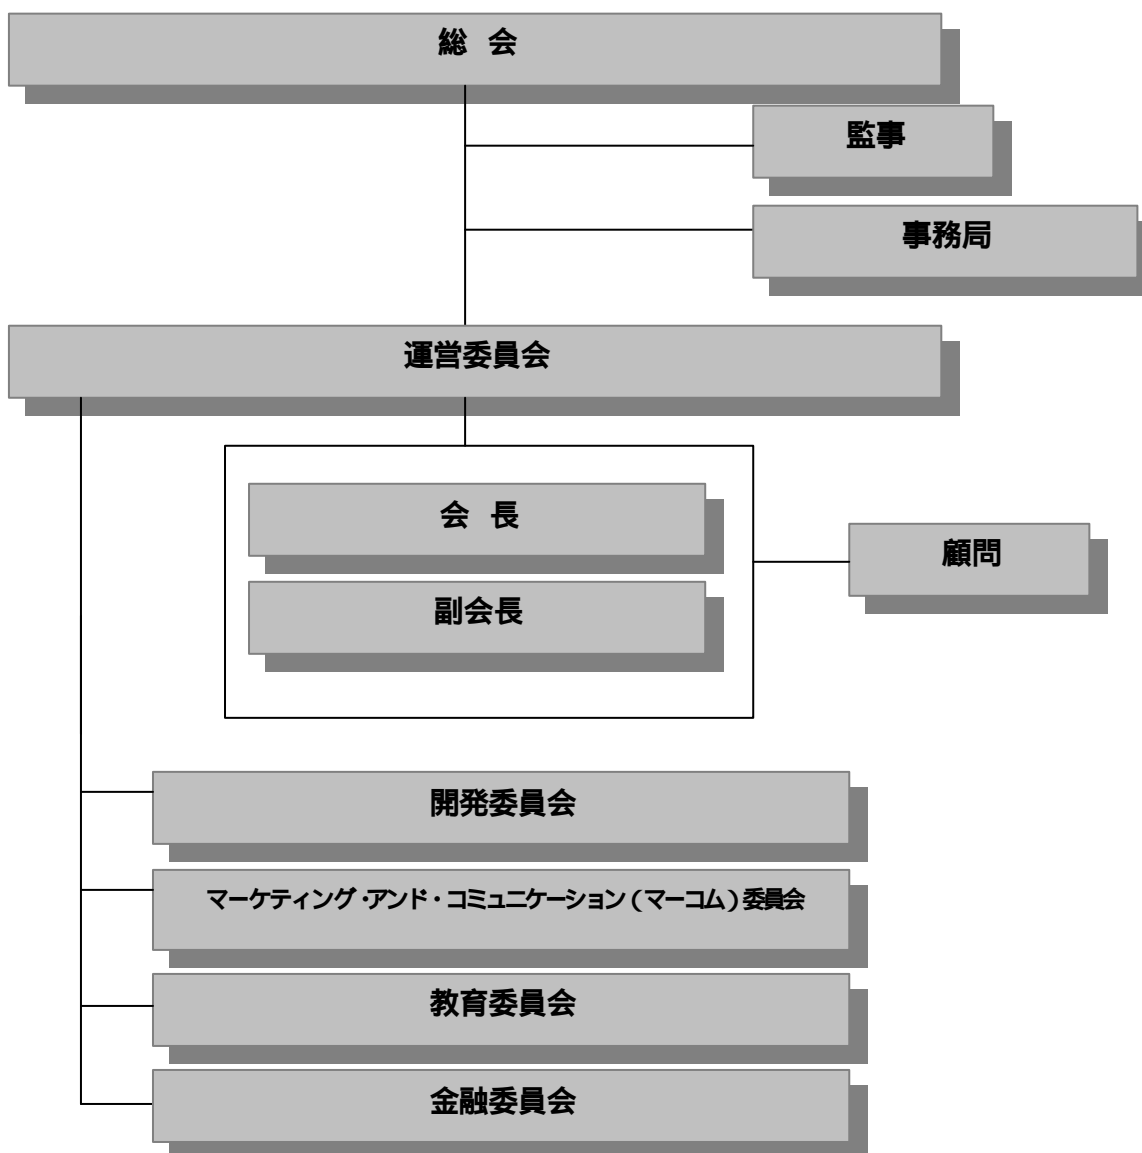 総 会
監事
事務局
運営委員会
会 長
顧問
副会長
開発委員会
マーケティング・アンド・コミュニケーション(マーコム)委員会
教育委員会
金融委員会